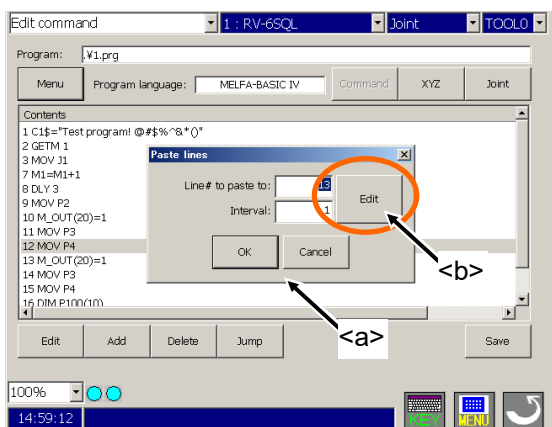 Edit command 1 : RV-6SQL Joint TOOL0
Program: .¥1.prg
Menu Program language: MELFA-BASIC IV Command XYZ Joint
Contents
1 C1$="Test program! @#$%^&*()"
2 GETM 1
3 MOV J1
7 M1=M1+1
8 DLY 3
9 MOV P2
10 M_OUT(20)=1
11 MOV P3
12 MOV P4
13 M_OUT(20)=1
14 MOV P3
15 MOV P4
16 DIM P100(10)
Paste lines
Line# to paste to: 13
Interval: 1
Edit
OK Cancel
<b>
<a>
Edit Add Delete Jump Save
100%
14:59:12
KEY MENU